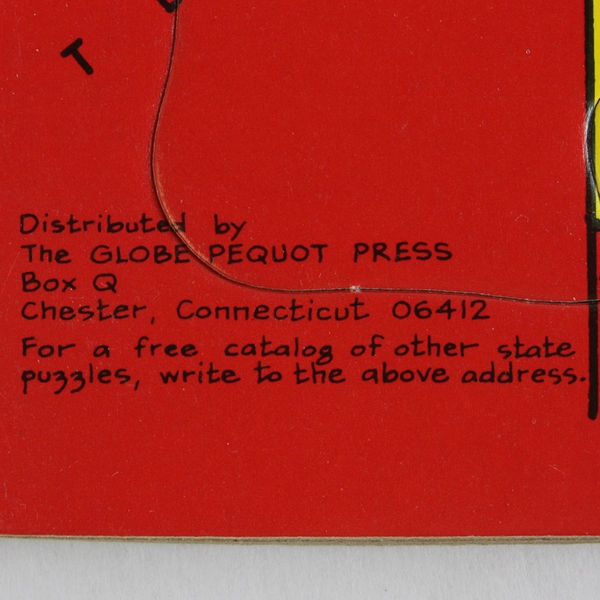 T
Distributed by
The GLOBE PEQUOT PRESS
Box Q
Chester, Connecticut 06412
For a free catalog of other state
puzzles, write to the above address.